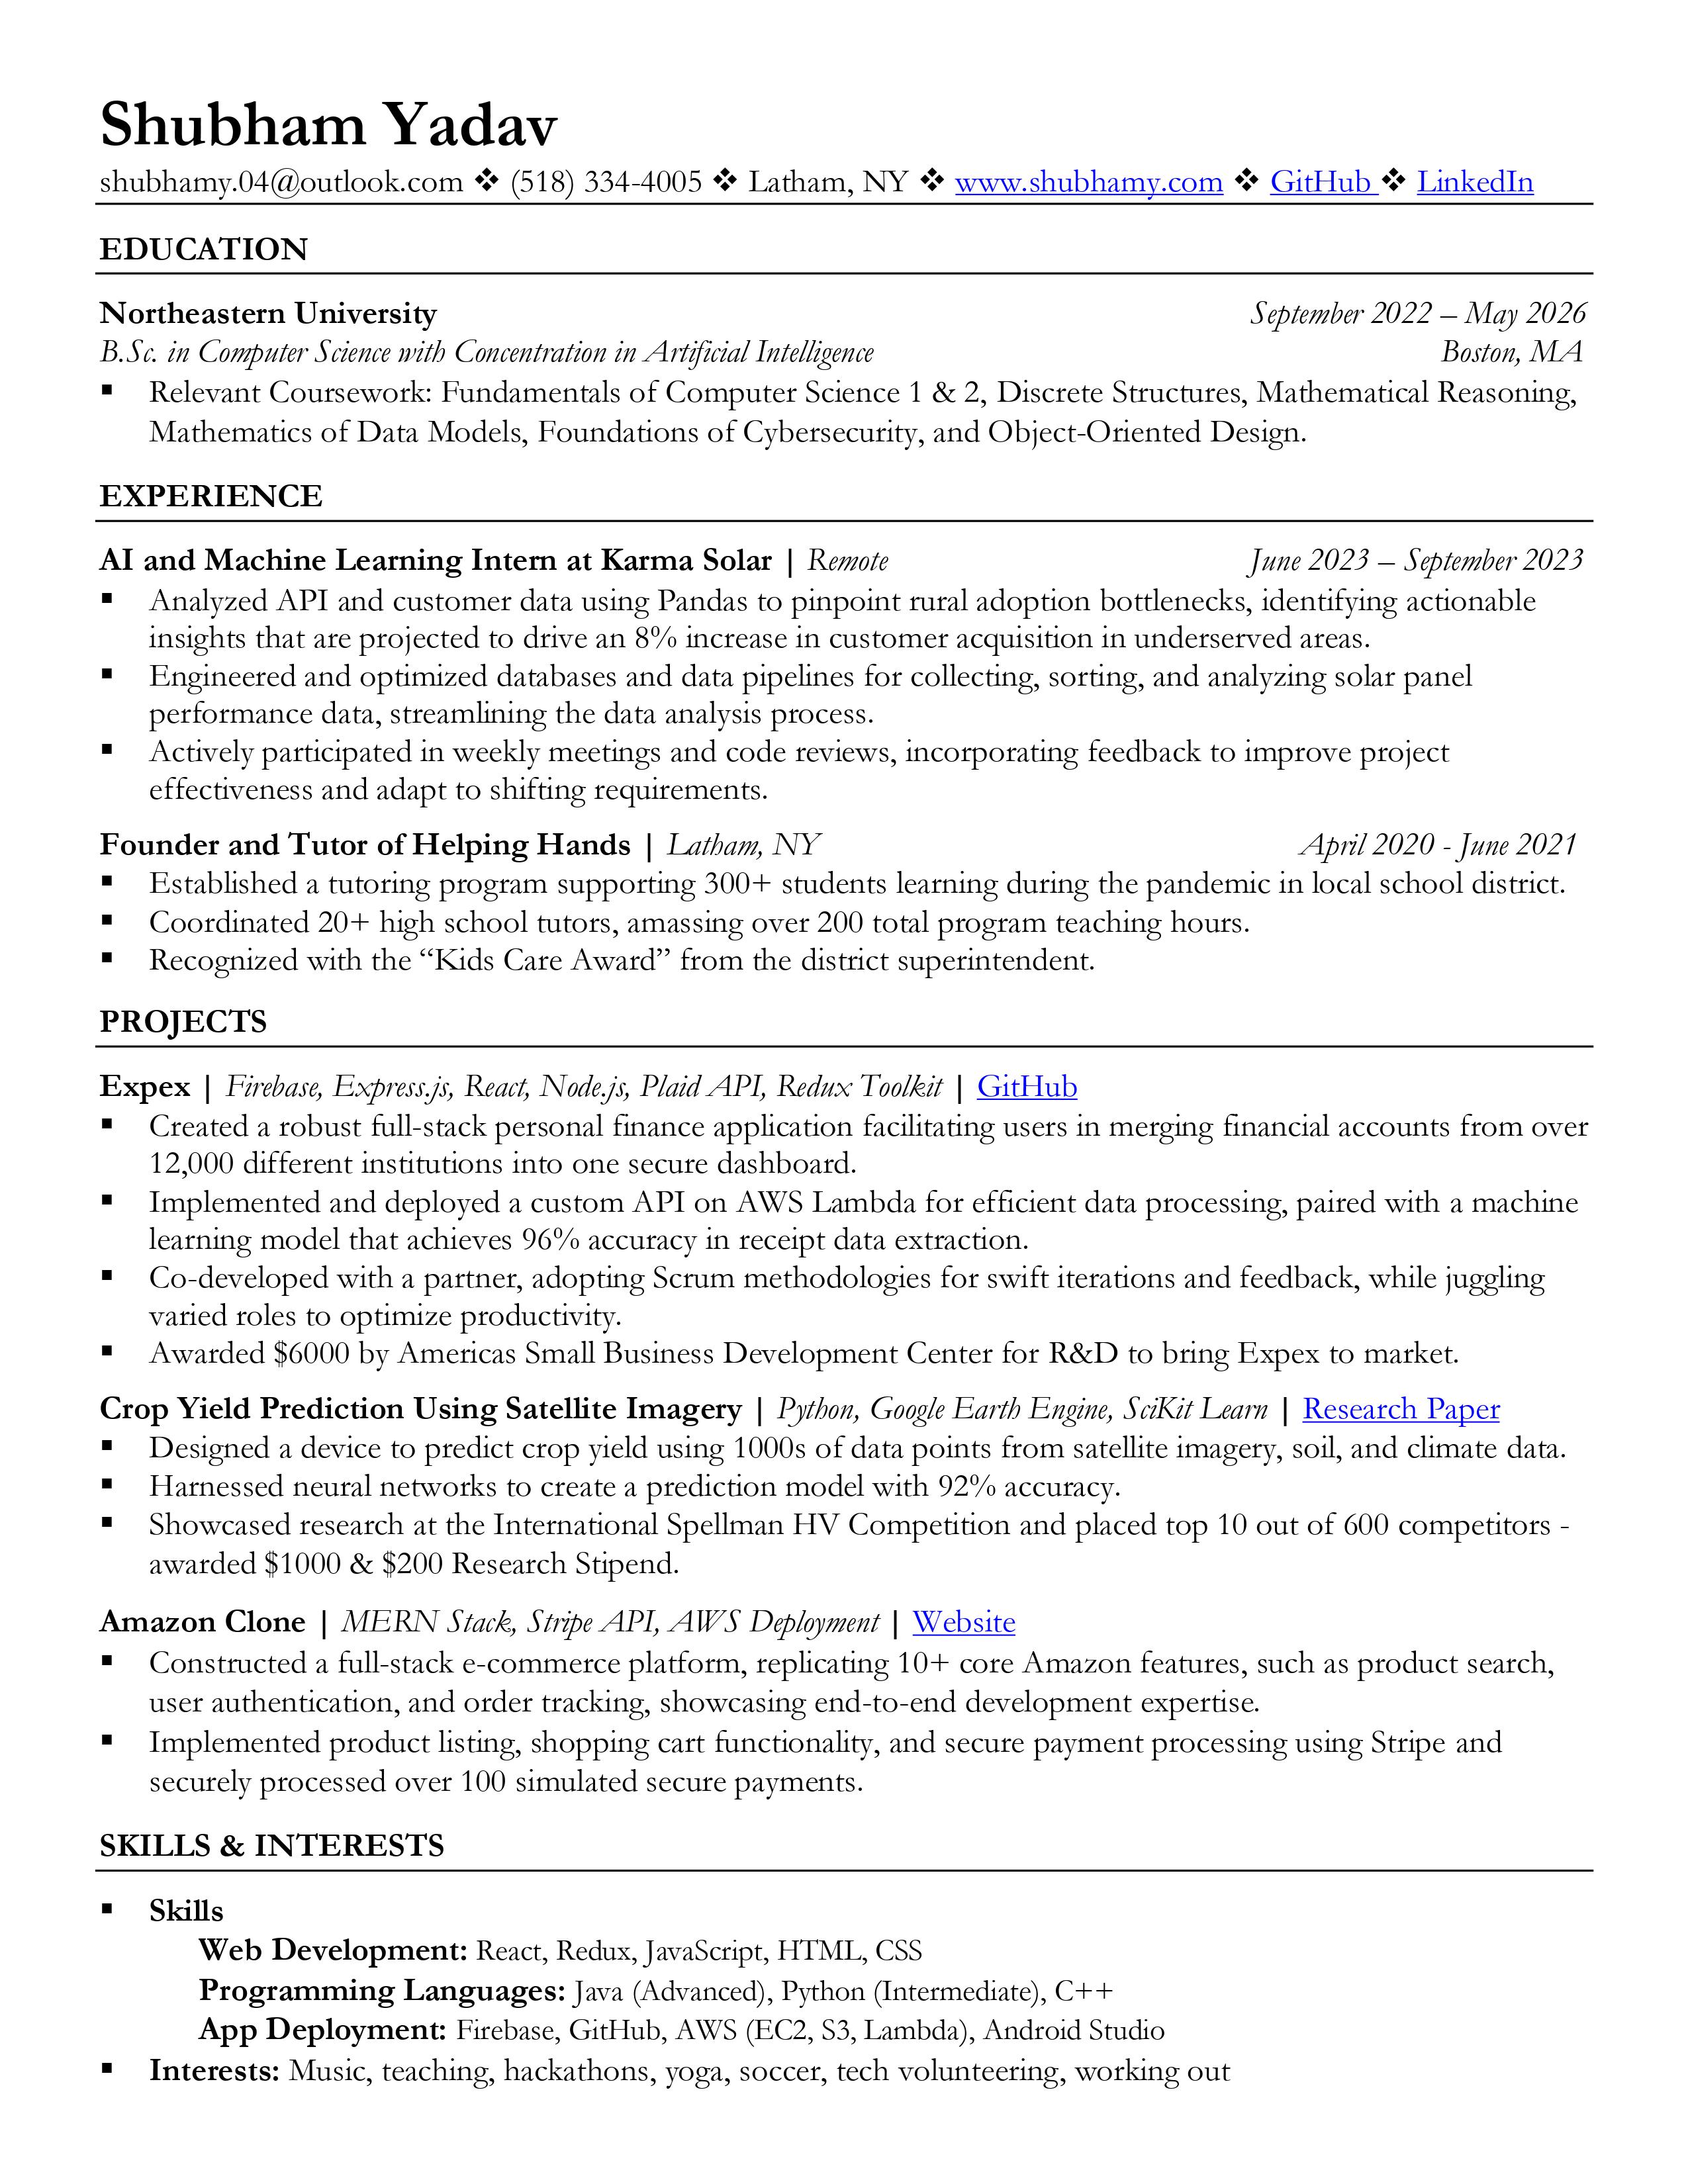 Shubham Yadav
shubhamy.04@outlook.com ❖ (518) 334-4005 ❖ Latham, NY ❖ www.shubhamy.com ❖ GitHub ❖ LinkedIn
EDUCATION
Northeastern University September 2022 – May 2026
B.Sc. in Computer Science with Concentration in Artificial Intelligence Boston, MA
▪ Relevant Coursework: Fundamentals of Computer Science 1 & 2, Discrete Structures, Mathematical Reasoning,
Mathematics of Data Models, Foundations of Cybersecurity, and Object-Oriented Design.
EXPERIENCE
AI and Machine Learning Intern at Karma Solar | Remote June 2023 – September 2023
▪ Analyzed API and customer data using Pandas to pinpoint rural adoption bottlenecks, identifying actionable
insights that are projected to drive an 8% increase in customer acquisition in underserved areas.
▪ Engineered and optimized databases and data pipelines for collecting, sorting, and analyzing solar panel
performance data, streamlining the data analysis process.
▪ Actively participated in weekly meetings and code reviews, incorporating feedback to improve project
effectiveness and adapt to shifting requirements.
Founder and Tutor of Helping Hands | Latham, NY April 2020 - June 2021
▪ Established a tutoring program supporting 300+ students learning during the pandemic in local school district.
▪ Coordinated 20+ high school tutors, amassing over 200 total program teaching hours.
▪ Recognized with the “Kids Care Award” from the district superintendent.
PROJECTS
Expex | Firebase, Express.js, React, Node.js, Plaid API, Redux Toolkit | GitHub
▪ Created a robust full-stack personal finance application facilitating users in merging financial accounts from over
12,000 different institutions into one secure dashboard.
▪ Implemented and deployed a custom API on AWS Lambda for efficient data processing, paired with a machine
learning model that achieves 96% accuracy in receipt data extraction.
▪ Co-developed with a partner, adopting Scrum methodologies for swift iterations and feedback, while juggling
varied roles to optimize productivity.
▪ Awarded $6000 by Americas Small Business Development Center for R&D to bring Expex to market.
Crop Yield Prediction Using Satellite Imagery | Python, Google Earth Engine, SciKit Learn | Research Paper
▪ Designed a device to predict crop yield using 1000s of data points from satellite imagery, soil, and climate data.
▪ Harnessed neural networks to create a prediction model with 92% accuracy.
▪ Showcased research at the International Spellman HV Competition and placed top 10 out of 600 competitors -
awarded $1000 & $200 Research Stipend.
Amazon Clone | MERN Stack, Stripe API, AWS Deployment | Website
▪ Constructed a full-stack e-commerce platform, replicating 10+ core Amazon features, such as product search,
user authentication, and order tracking, showcasing end-to-end development expertise.
▪ Implemented product listing, shopping cart functionality, and secure payment processing using Stripe and
securely processed over 100 simulated secure payments.
SKILLS & INTERESTS
▪ Skills
Web Development: React, Redux, JavaScript, HTML, CSS
Programming Languages: Java (Advanced), Python (Intermediate), C++
App Deployment: Firebase, GitHub, AWS (EC2, S3, Lambda), Android Studio
▪ Interests: Music, teaching, hackathons, yoga, soccer, tech volunteering, working out